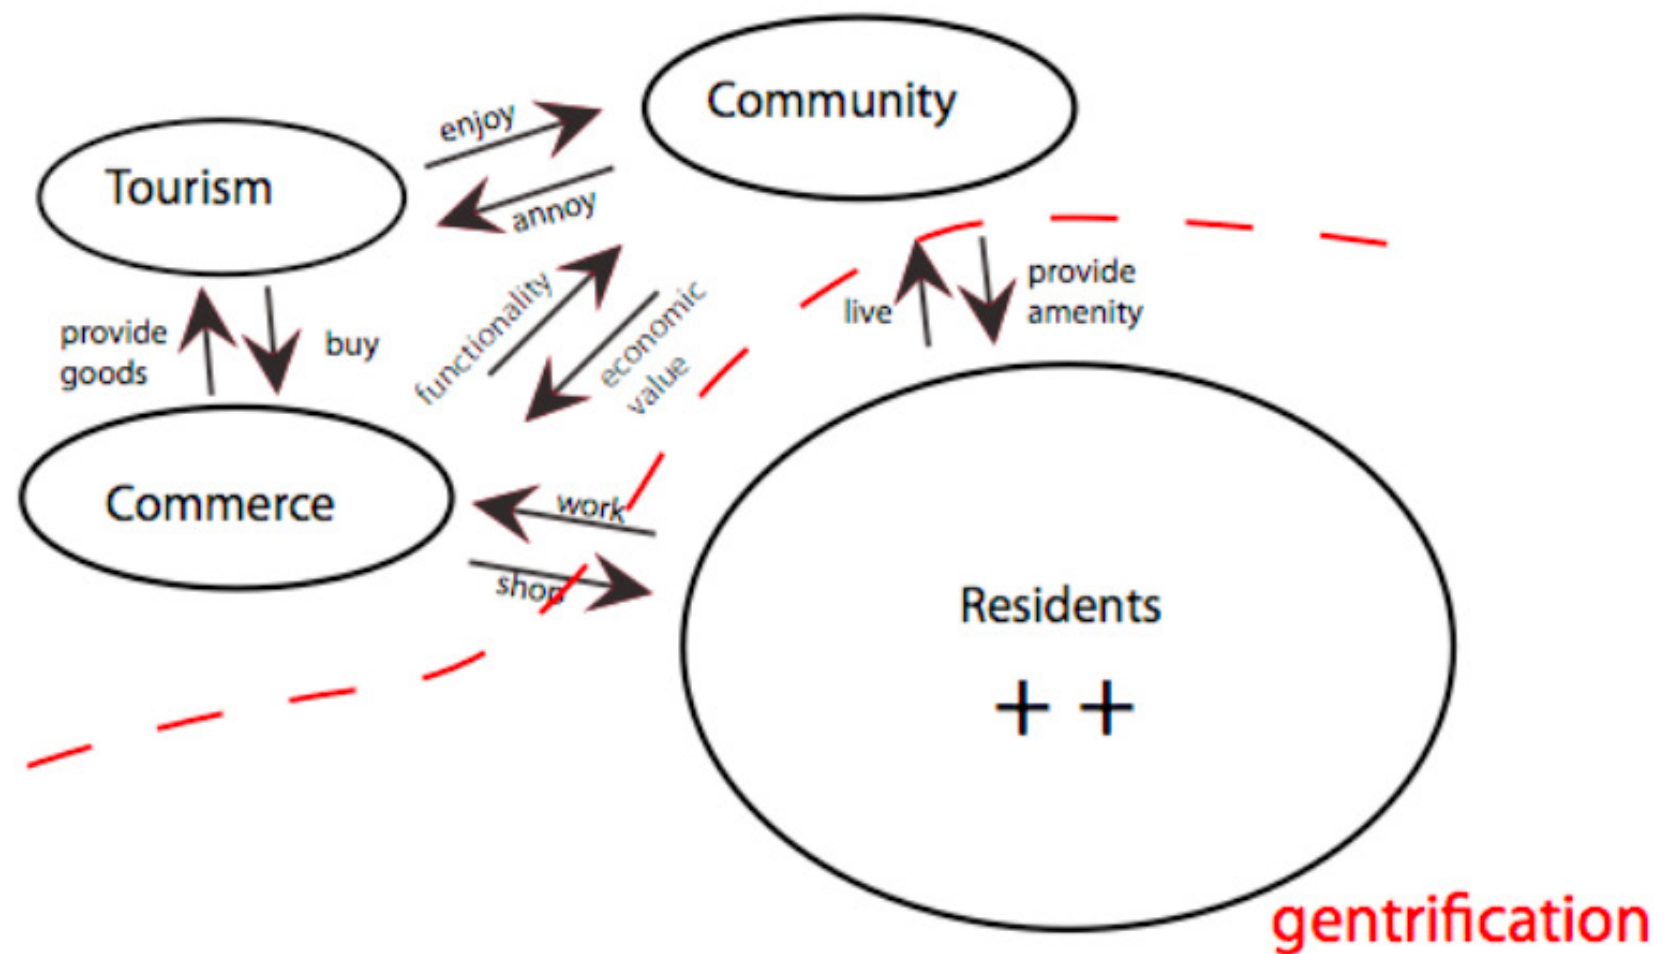 Community
enjoy
Tourism
annoy
provide
amenity
live
functionality
economic
value
provide
goods
buy
Commerce
work
shop
Residents
+ +
gentrification